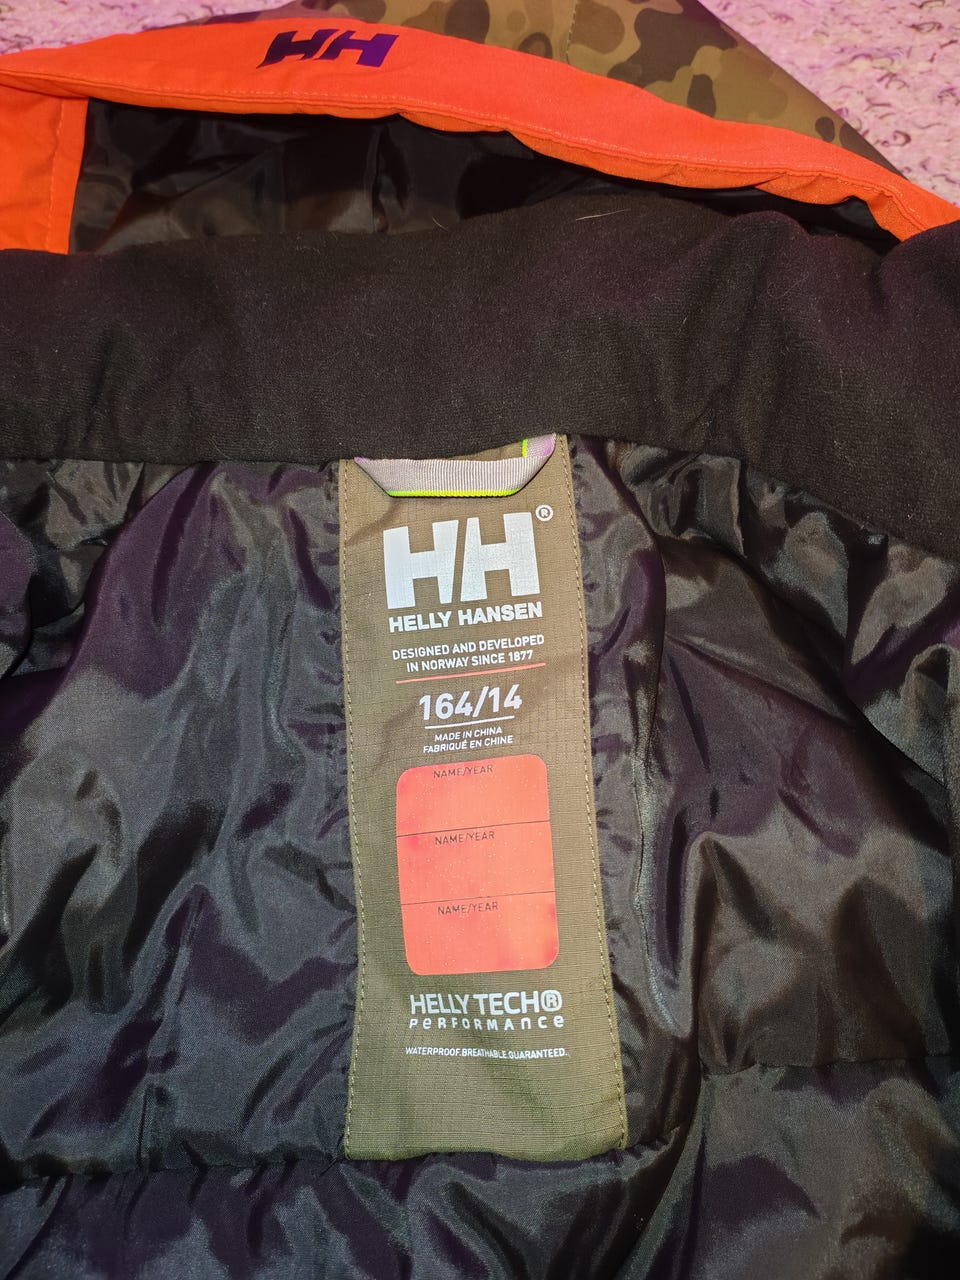 HH
HH®
HELLY HANSEN
DESIGNED AND DEVELOPED
IN NORWAY SINCE 1877
164/14
MADE IN CHINA
FABRIQUÉ EN CHINE
NAME/YEAR
NAME/YEAR
NAME/YEAR
HELLY TECH®
PERFORMANCE
WATERPROOF.BREATHABLE.GUARANTEED.